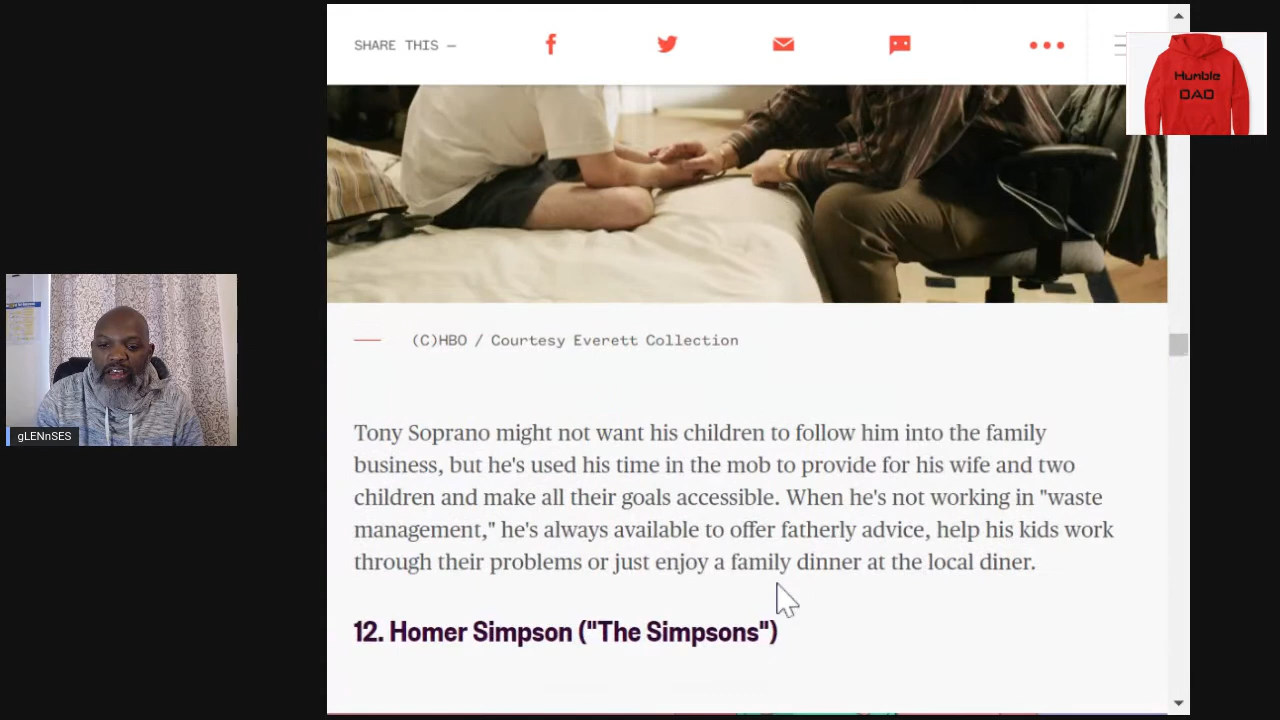 SHARE THIS —
Humble
DAD
(C)HBO / Courtesy Everett Collection
gLENnSES
Tony Soprano might not want his children to follow him into the family
business, but he's used his time in the mob to provide for his wife and two
children and make all their goals accessible. When he's not working in "waste
management," he's always available to offer fatherly advice, help his kids work
through their problems or just enjoy a family dinner at the local diner.
12. Homer Simpson ("The Simpsons")